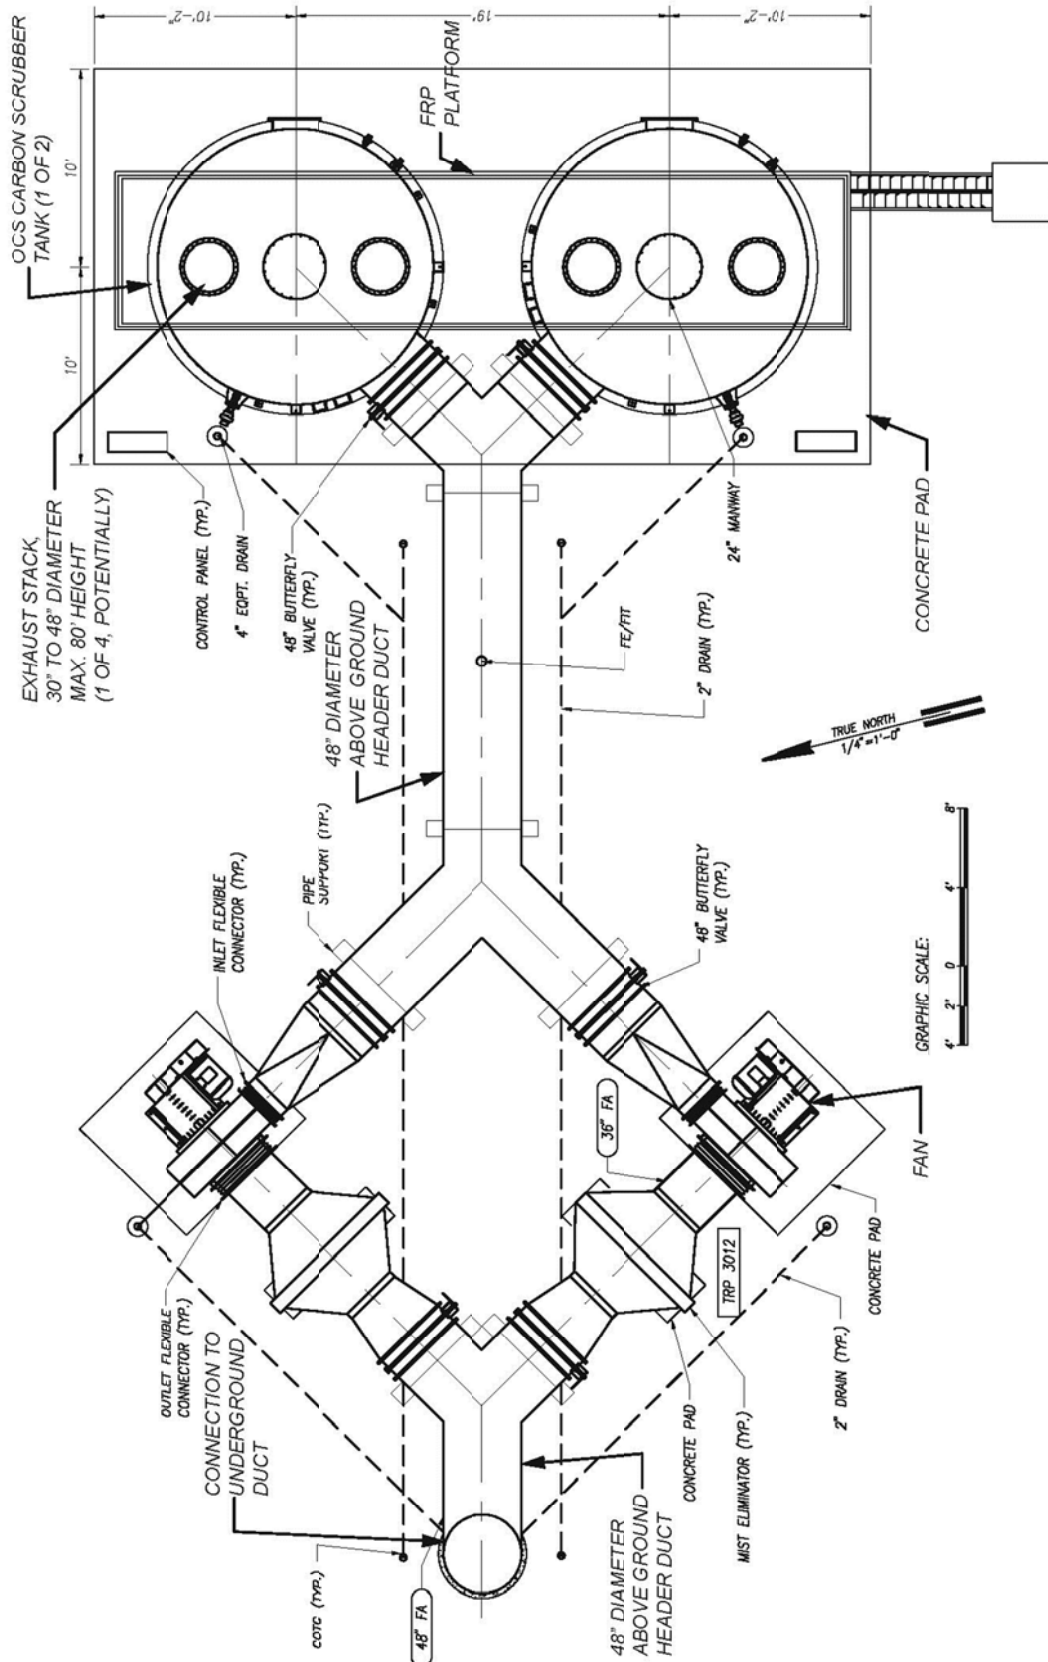 OCS CARBON SCRUBBER
TANK (1 OF 2)
10'-2"
19'
10'-2"
10'
10'
FRP
PLATFORM
EXHAUST STACK,
30" TO 48" DIAMETER
MAX. 80' HEIGHT
(1 OF 4, POTENTIALLY)
CONTROL PANEL (TYP.)
4" EQPT. DRAIN
48" BUTTERFLY
VALVE (TYP.)
48" DIAMETER
ABOVE GROUND
HEADER DUCT
FE/FIT
2" DRAIN (TYP.)
24" MANWAY
CONCRETE PAD
TRUE NORTH
1/4"=1'-0"
PIPE
SUPPORT (TYP.)
INLET FLEXIBLE
CONNECTOR (TYP.)
48" BUTTERFLY
VALVE (TYP.)
GRAPHIC SCALE:
4' 2' 0 4' 8'
36" FA
FAN
TRP 3012
CONCRETE PAD
OUTLET FLEXIBLE
CONNECTOR (TYP.)
CONNECTION TO
UNDERGROUND
DUCT
COTG (TYP.)
48" FA
48" DIAMETER
ABOVE GROUND
HEADER DUCT
CONCRETE PAD
MIST ELIMINATOR (TYP.)
2" DRAIN (TYP.)